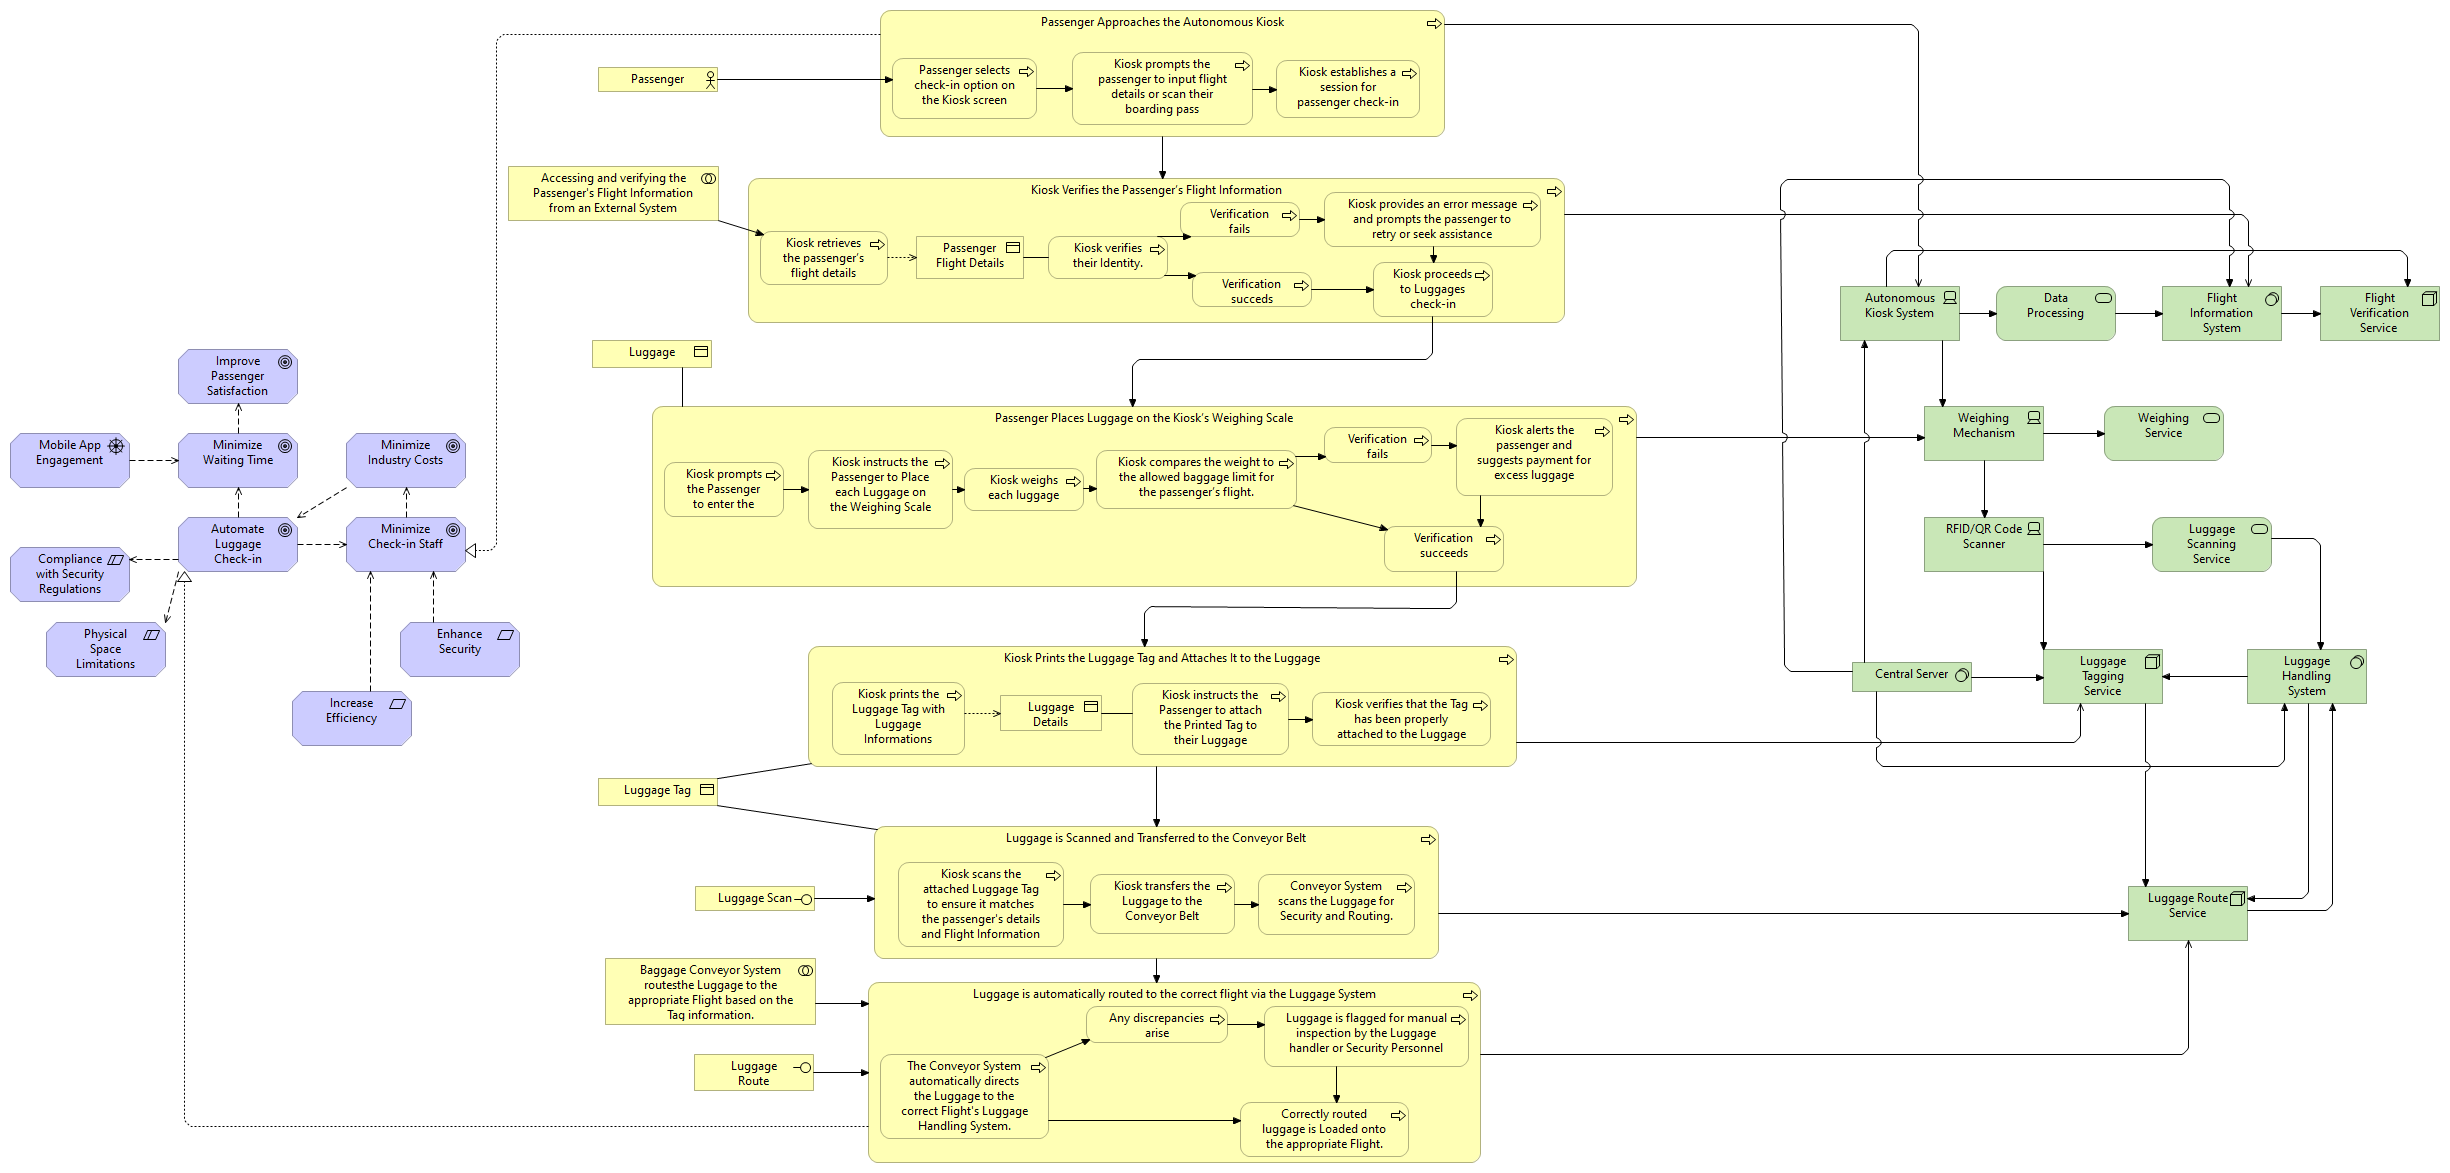 Passenger Approaches the Autonomous Kiosk
Passenger
Passenger selects
check-in option on
the Kiosk screen
Kiosk prompts the
passenger to input flight
details or scan their
boarding pass
Kiosk establishes a
session for
passenger check-in
Accessing and verifying the
Passenger's Flight Information
from an External System
Kiosk Verifies the Passenger's Flight Information
Kiosk retrieves
the passenger's
flight details
Passenger
Flight Details
Kiosk verifies
their Identity.
Verification
fails
Kiosk provides an error message
and prompts the passenger to
retry or seek assistance
Verification
succeds
Kiosk proceeds
to Luggages
check-in
Autonomous
Kiosk System
Data
Processing
Flight
Information
System
Flight
Verification
Service
Luggage
Improve
Passenger
Satisfaction
Mobile App
Engagement
Minimize
Waiting Time
Minimize
Industry Costs
Automate
Luggage
Check-in
Minimize
Check-in Staff
Compliance
with Security
Regulations
Physical
Space
Limitations
Enhance
Security
Increase
Efficiency
Passenger Places Luggage on the Kiosk's Weighing Scale
Kiosk prompts
the Passenger
to enter the
Kiosk instructs the
Passenger to Place
each Luggage on
the Weighing Scale
Kiosk weighs
each luggage
Kiosk compares the weight to
the allowed baggage limit for
the passenger's flight.
Verification
fails
Kiosk alerts the
passenger and
suggests payment for
excess luggage
Verification
succeeds
Weighing
Mechanism
Weighing
Service
RFID/QR Code
Scanner
Luggage
Scanning
Service
Kiosk Prints the Luggage Tag and Attaches It to the Luggage
Kiosk prints the
Luggage Tag with
Luggage
Informations
Luggage
Details
Kiosk instructs the
Passenger to attach
the Printed Tag to
their Luggage
Kiosk verifies that the Tag
has been properly
attached to the Luggage
Central Server
Luggage
Tagging
Service
Luggage
Handling
System
Luggage Tag
Luggage is Scanned and Transferred to the Conveyor Belt
Luggage Scan
Kiosk scans the
attached Luggage Tag
to ensure it matches
the passenger's details
and Flight Information
Kiosk transfers the
Luggage to the
Conveyor Belt
Conveyor System
scans the Luggage for
Security and Routing.
Luggage Route
Service
Baggage Conveyor System
routesthe Luggage to the
appropriate Flight based on the
Tag information.
Luggage is automatically routed to the correct flight via the Luggage System
Luggage
Route
The Conveyor System
automatically directs
the Luggage to the
correct Flight's Luggage
Handling System.
Any discrepancies
arise
Luggage is flagged for manual
inspection by the Luggage
handler or Security Personnel
Correctly routed
luggage is Loaded onto
the appropriate Flight.